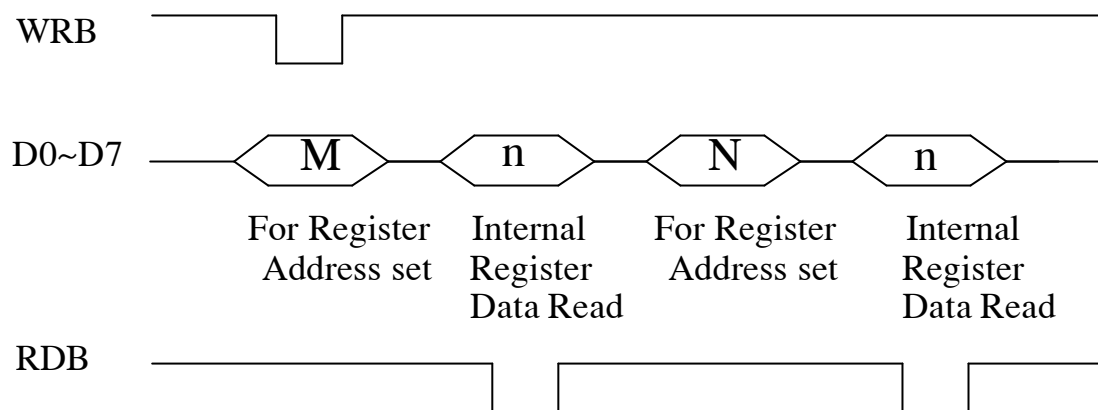 WRB
D0~D7
M
n
N
n
For Register
Address set
Internal
Register
Data Read
For Register
Address set
Internal
Register
Data Read
RDB